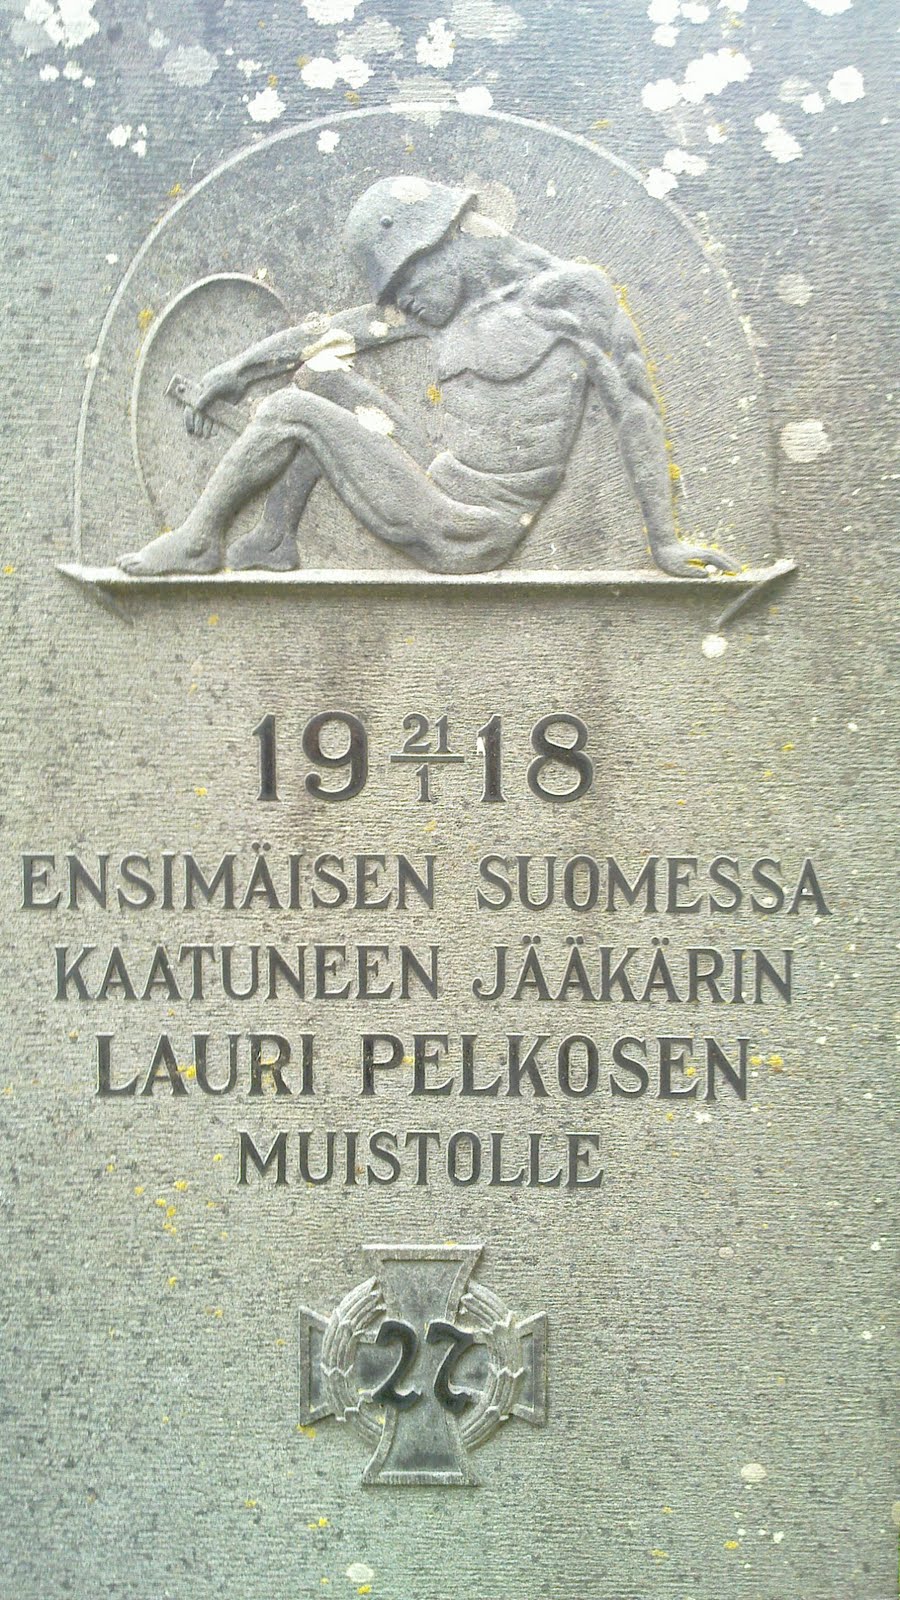 19 21/1 18
ENSIMÄISEN SUOMESSA
KAATUNEEN JÄÄKÄRIN
LAURI PELKOSEN
MUISTOLLE
27